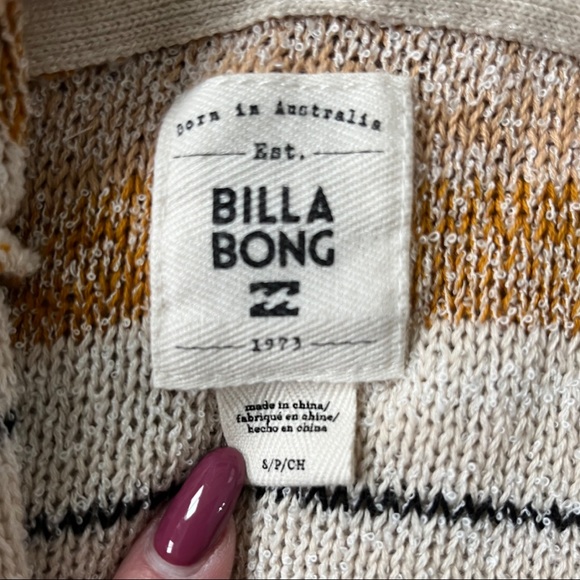 Born in Australia
Est.
BILLA
BONG
1973
made in china/
fabriqué en chine/
hecho en china
S/P/CH